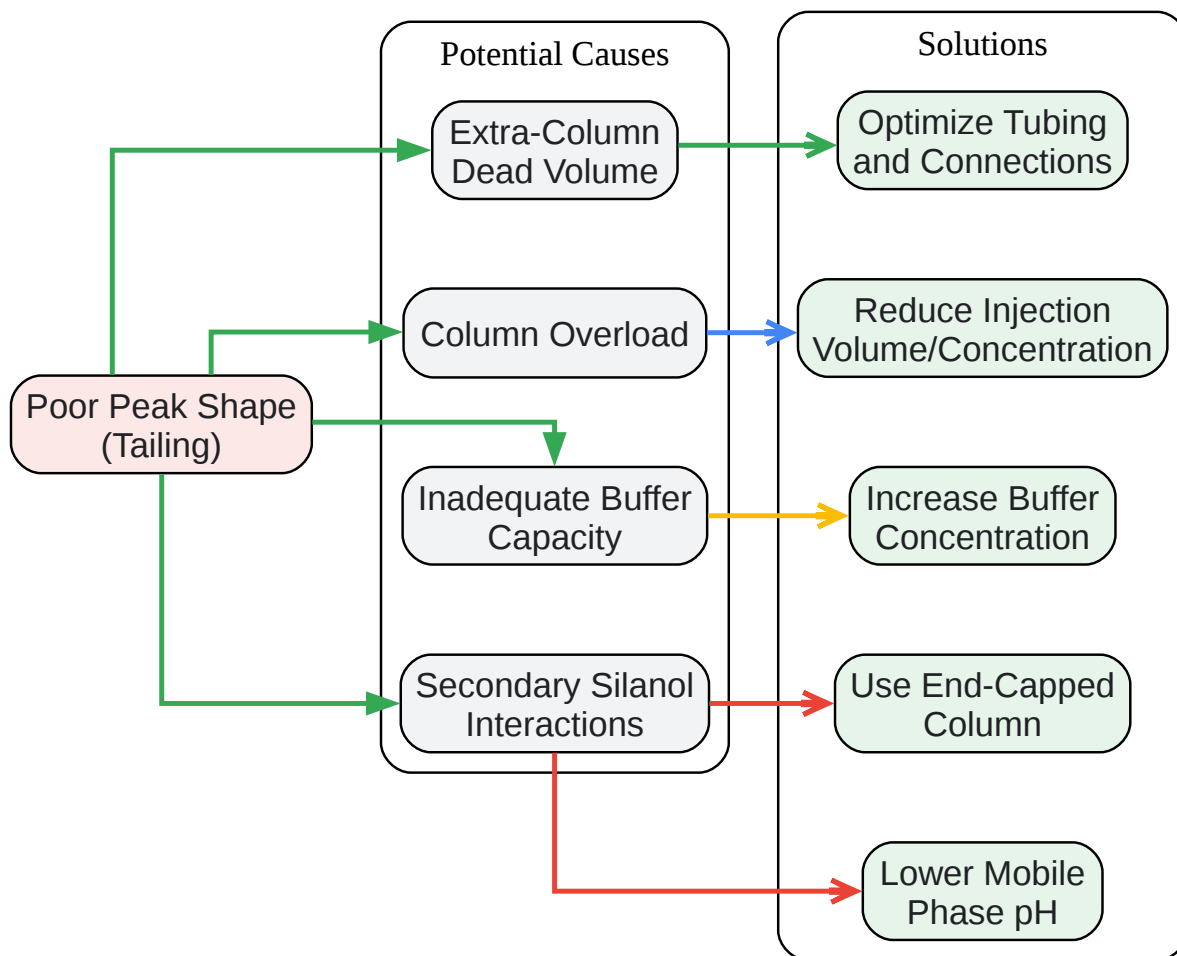 Potential Causes
Solutions
Extra-Column
Dead Volume
Optimize Tubing
and Connections
Column Overload
Reduce Injection
Volume/Concentration
Poor Peak Shape
(Tailing)
Inadequate Buffer
Capacity
Increase Buffer
Concentration
Secondary Silanol
Interactions
Use End-Capped
Column
Lower Mobile
Phase pH